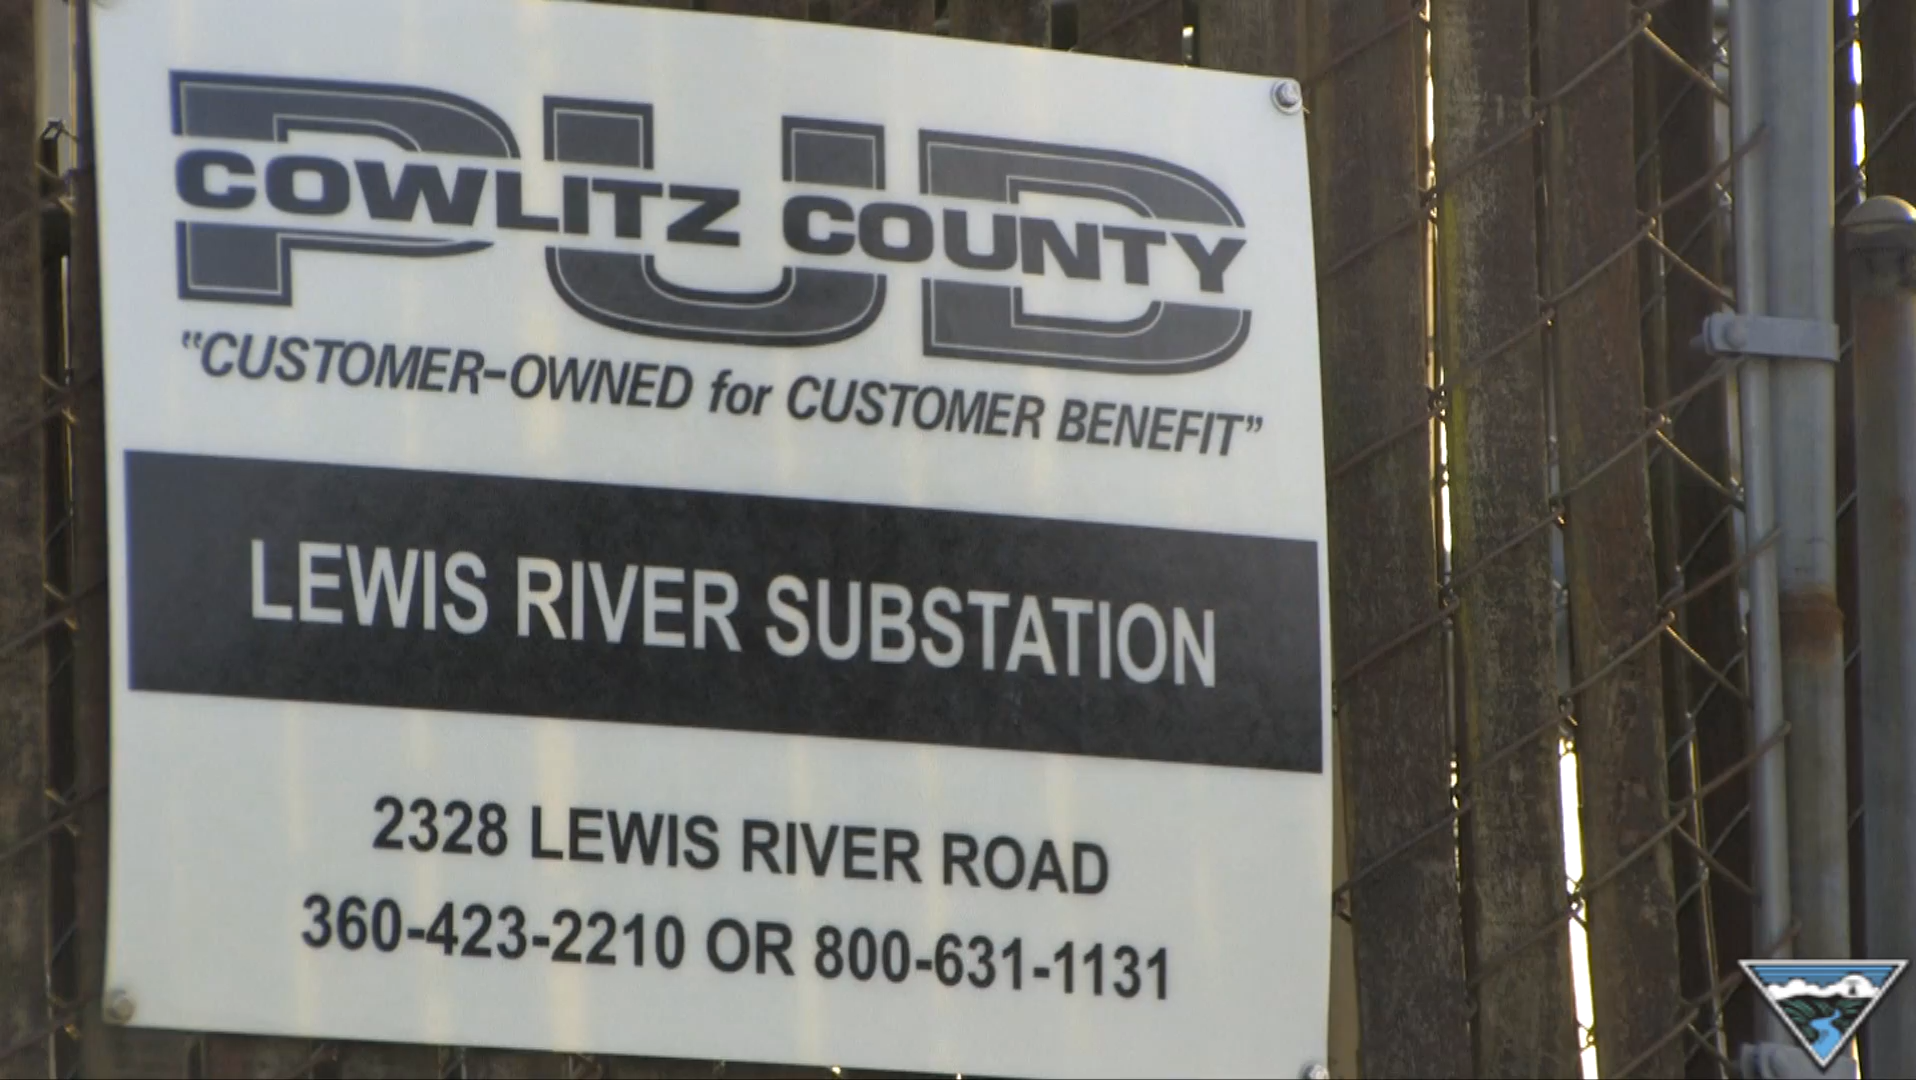 PUD
COWLITZ COUNTY
"CUSTOMER-OWNED for CUSTOMER BENEFIT"
LEWIS RIVER SUBSTATION
2328 LEWIS RIVER ROAD
360-423-2210 OR 800-631-1131